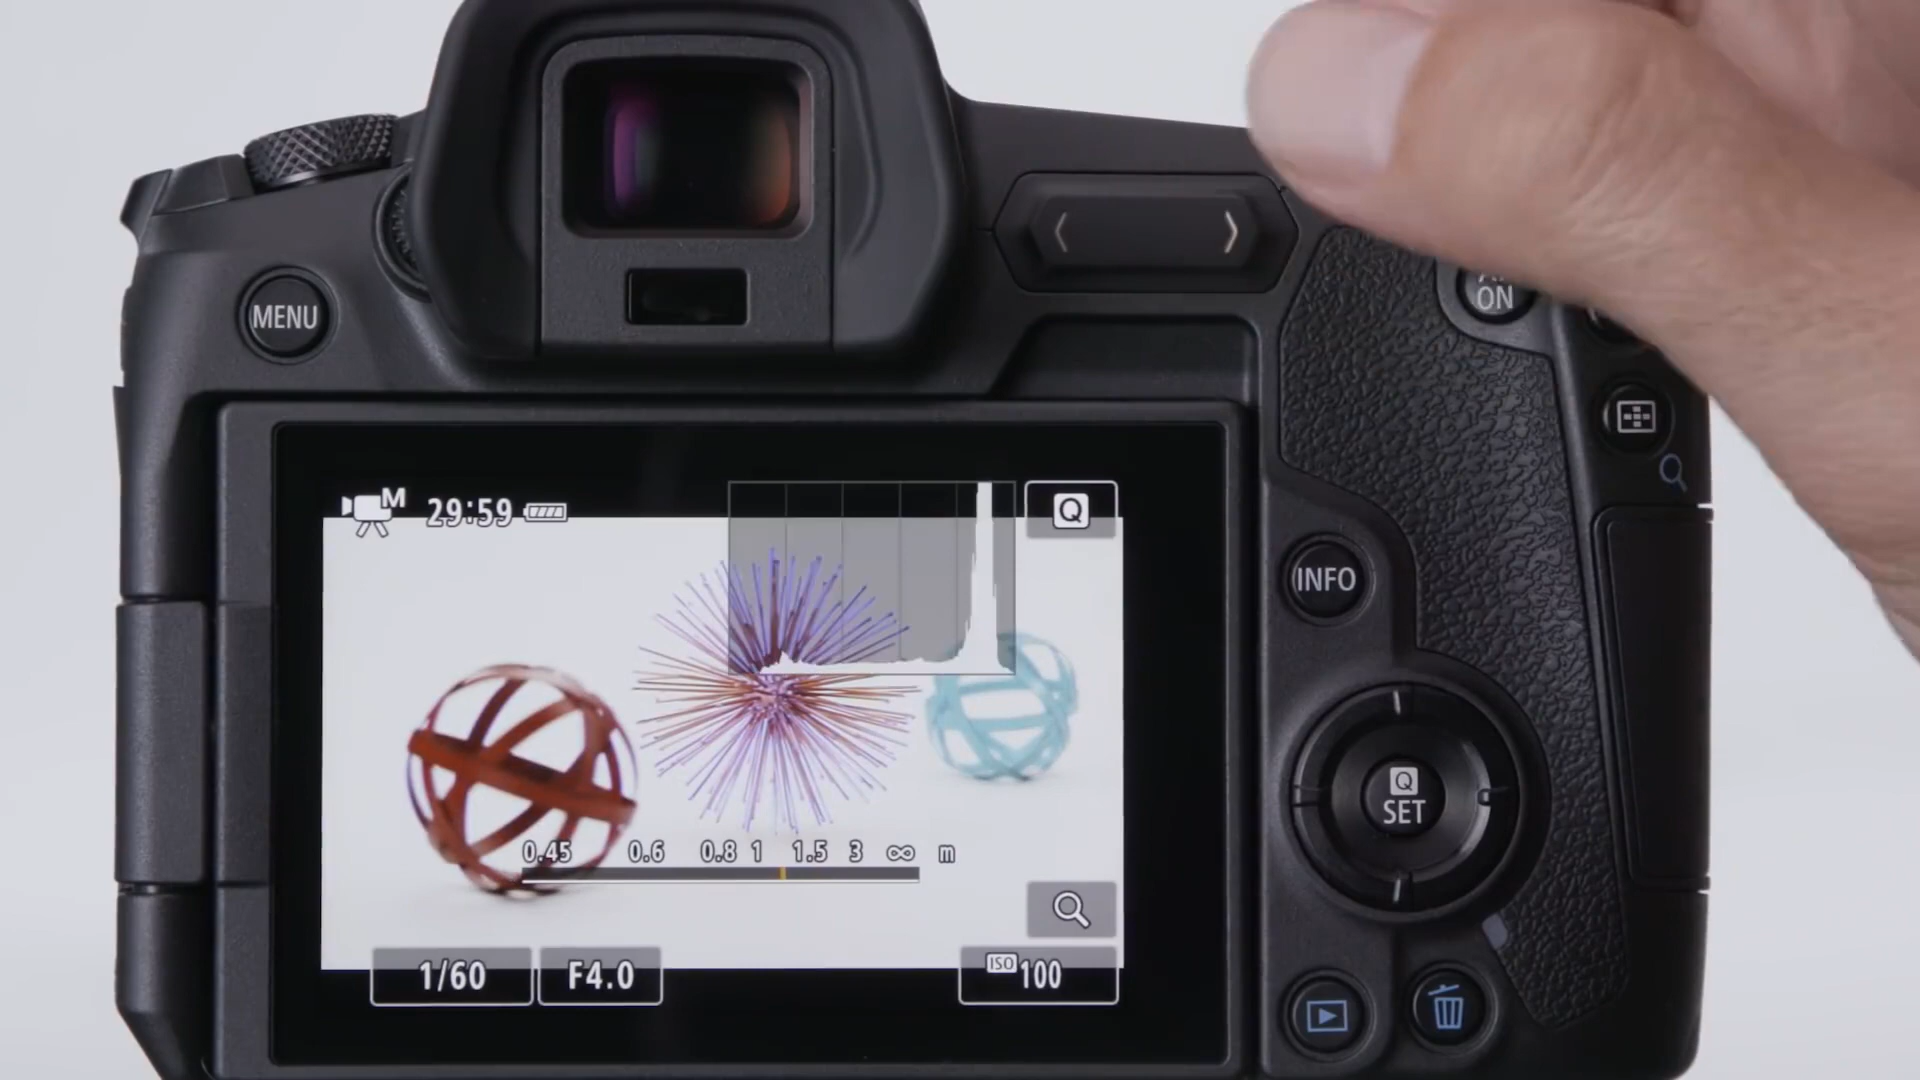 MENU
ON
M 29:59
Q
INFO
Q
SET
0.45 0.6 0.8 1 1.5 3 ∞ m
1/60 F4.0 ISO 100